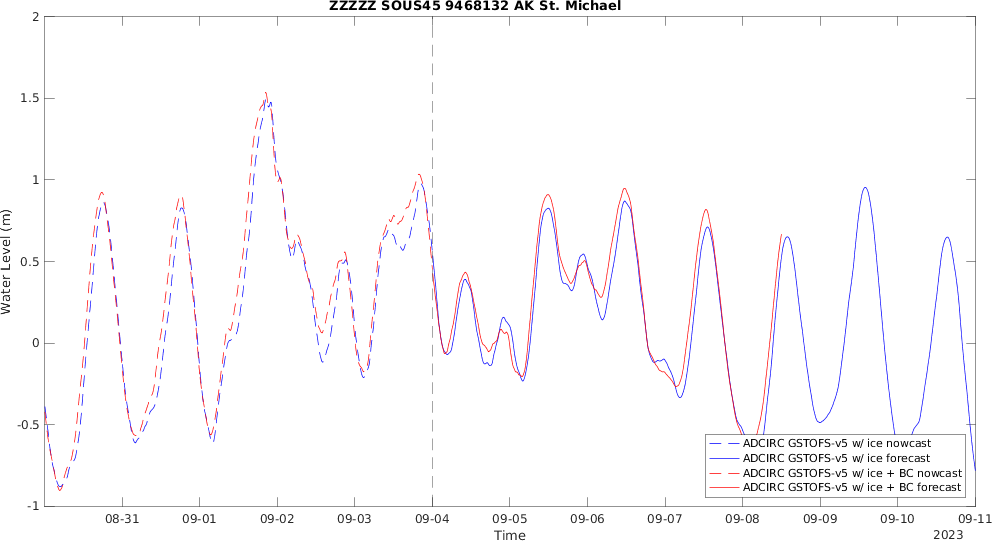 ZZZZZ SOUS45 9468132 AK St. Michael
Water Level (m)
2
1.5
1
0.5
0
-0.5
-1
08-31 09-01 09-02 09-03 09-04 09-05 09-06 09-07 09-08 09-09 09-10 09-11
Time
2023
ADCIRC GSTOFS-v5 w/ ice nowcast
ADCIRC GSTOFS-v5 w/ ice forecast
ADCIRC GSTOFS-v5 w/ ice + BC nowcast
ADCIRC GSTOFS-v5 w/ ice + BC forecast